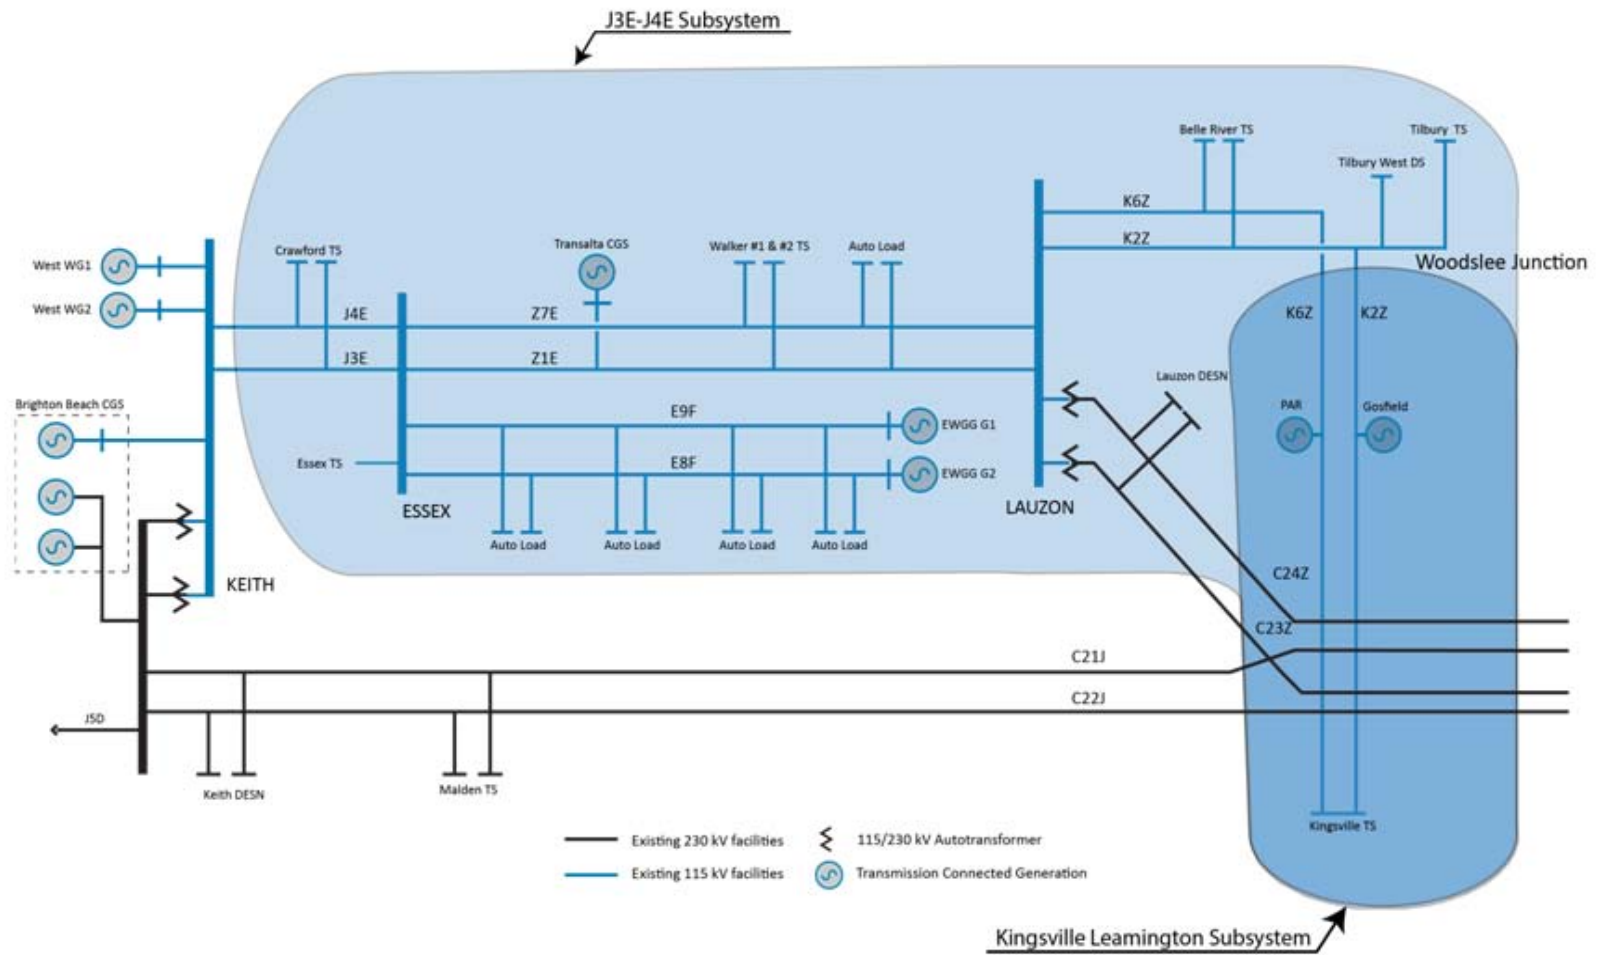 J3E-J4E Subsystem
Belle River TS
Tilbury TS
Tilbury West DS
K6Z
K2Z
Woodslee Junction
West WG1
West WG2
Crawford TS
Transalta CGS
Walker #1 & #2 TS
Auto Load
J4E
Z7E
J3E
Z1E
K6Z
K2Z
Lauzon DESN
Brighton Beach CGS
E9F
EWGG G1
PAR
Gosfield
Essex TS
E8F
EWGG G2
ESSEX
LAUZON
Auto Load
Auto Load
Auto Load
Auto Load
KEITH
C24Z
C23Z
C21J
C22J
J5D
Keith DESN
Malden TS
Kingsville TS
Existing 230 kV facilities
115/230 kV Autotransformer
Existing 115 kV facilities
Transmission Connected Generation
Kingsville Leamington Subsystem